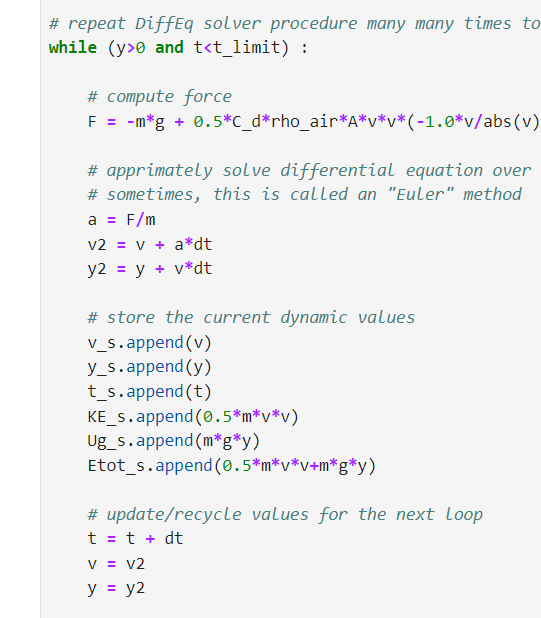 # repeat DiffEq solver procedure many many times to
while (y>0 and t<t_limit) :
# compute force
F = -m*g + 0.5*C_d*rho_air*A*v*v*(-1.0*v/abs(v)
# apprimately solve differential equation over
# sometimes, this is called an "Euler" method
a = F/m
v2 = v + a*dt
y2 = y + v*dt
# store the current dynamic values
v_s.append(v)
y_s.append(y)
t_s.append(t)
KE_s.append(0.5*m*v*v)
Ug_s.append(m*g*y)
Etot_s.append(0.5*m*v*v+m*g*y)
# update/recycle values for the next loop
t = t + dt
v = v2
y = y2